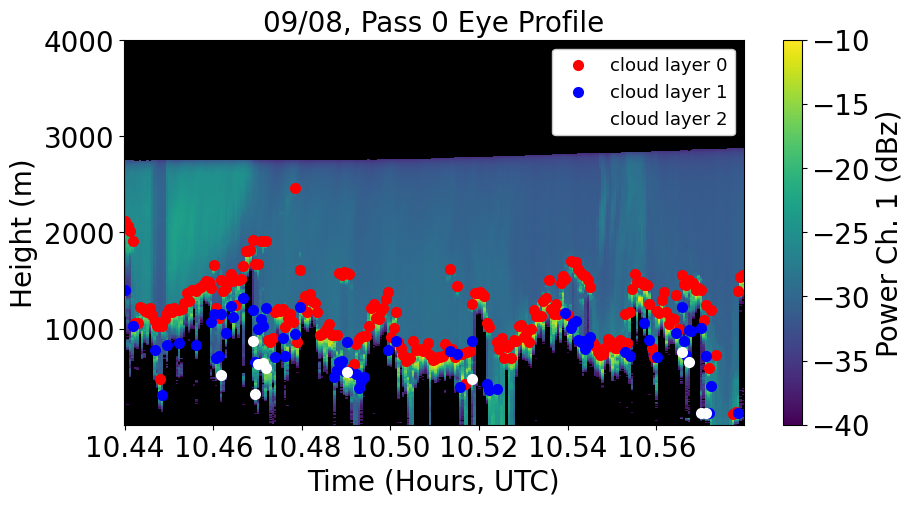 09/08, Pass 0 Eye Profile
cloud layer 0
cloud layer 1
cloud layer 2
4000
3000
2000
1000
Height (m)
10.44 10.46 10.48 10.50 10.52 10.54 10.56
Time (Hours, UTC)
−10
−15
−20
−25
−30
−35
−40
Power Ch. 1 (dBz)